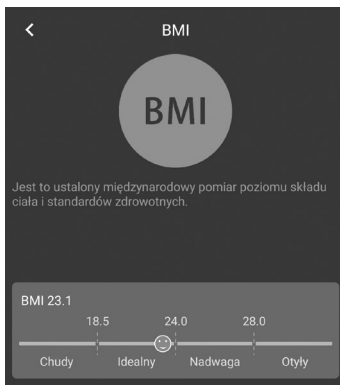 BMI
BMI
Jest to ustalony międzynarodowy pomiar poziomu składu
ciała i standardów zdrowotnych.
BMI 23.1
18.5 24.0 28.0
Chudy Idealny Nadwaga Otyły